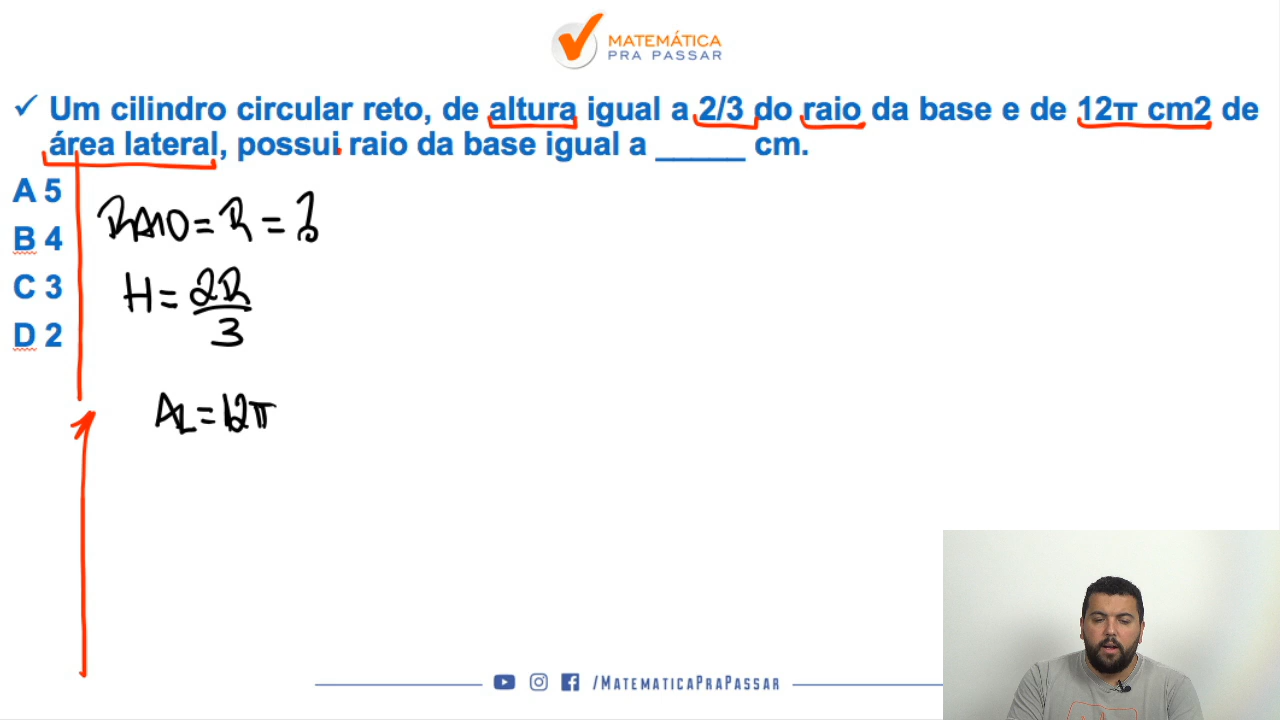 MATEMÁTICA
PRA PASSAR
✓ Um cilindro circular reto, de altura igual a 2/3 do raio da base e de 12π cm2 de
área lateral, possui raio da base igual a _____ cm.
A 5
B 4
C 3
D 2
RAIO = R = ?
H = 2R/3
AL = 12π
/MATEMATICAPRAPASSAR